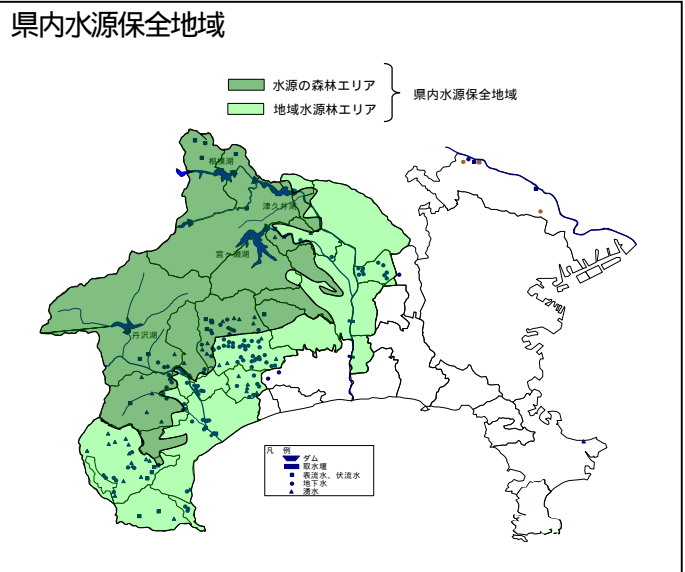 県内水源保全地域
水源の森林エリア
地域水源林エリア
県内水源保全地域
相模湖
津久井湖
宮ヶ瀬湖
丹沢湖
凡 例
ダム
取水堰
表流水、伏流水
地下水
湧水